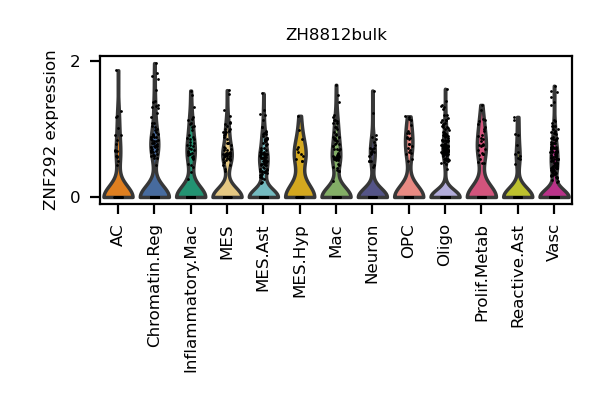 ZH8812bulk
ZNF292 expression
2
0
AC
Chromatin.Reg
Inflammatory.Mac
MES
MES.Ast
MES.Hyp
Mac
Neuron
OPC
Oligo
Prolif.Metab
Reactive.Ast
Vasc